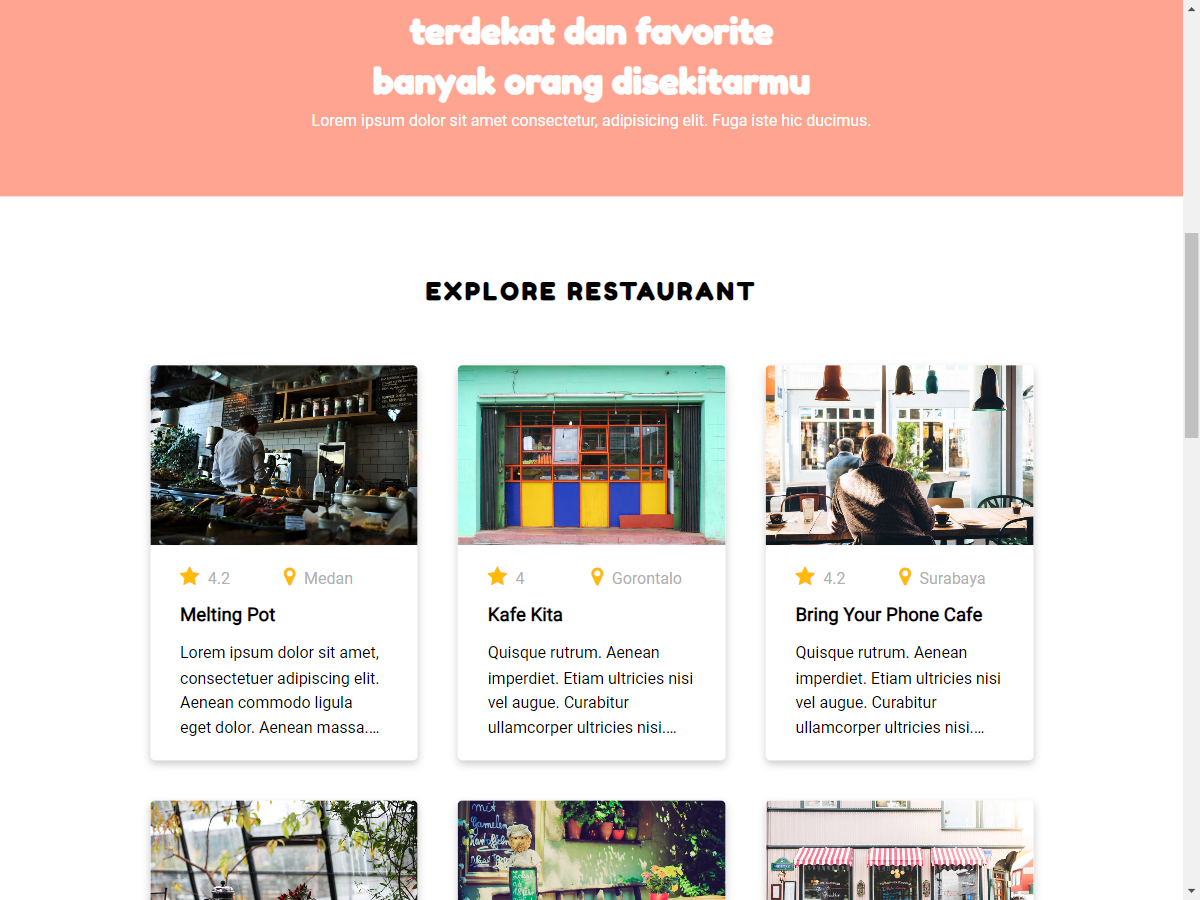 terdekat dan favorite
banyak orang disekitarmu
Lorem ipsum dolor sit amet consectetur, adipisicing elit. Fuga iste hic ducimus.
EXPLORE RESTAURANT
4.2 Medan
Melting Pot
Lorem ipsum dolor sit amet,
consectetuer adipiscing elit.
Aenean commodo ligula
eget dolor. Aenean massa....
4 Gorontalo
Kafe Kita
Quisque rutrum. Aenean
imperdiet. Etiam ultricies nisi
vel augue. Curabitur
ullamcorper ultricies nisi....
4.2 Surabaya
Bring Your Phone Cafe
Quisque rutrum. Aenean
imperdiet. Etiam ultricies nisi
vel augue. Curabitur
ullamcorper ultricies nisi....
mit